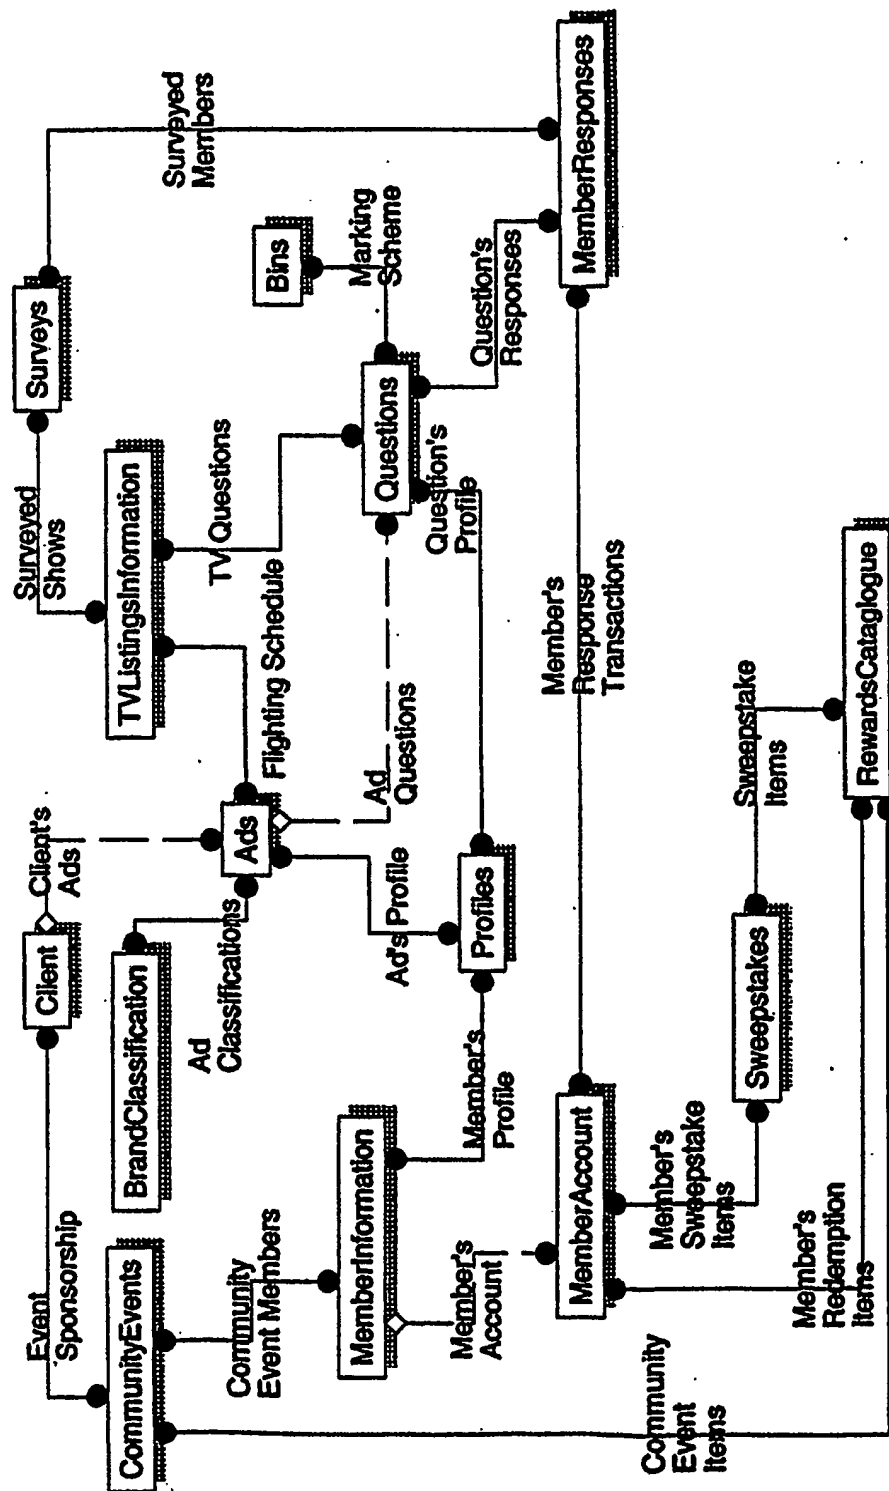 Event
Sponsorship
Client
Client's
Ads
Surveyed
Shows
Surveys
CommunityEvents
BrandClassification
TVListingsInformation
Surveyed
Members
Ad
Classifications
Ads
TV Questions
Flighting Schedule
Bins
Community
Event Members
MemberInformation
Ad's Profile
Ad
Questions
Questions
Marking
Scheme
Member's
Account
Member's
Profile
Profiles
Question's
Profile
Question's
Responses
MemberAccount
Member's
Response
Transactions
MemberResponses
Community
Event
Items
Member's
Sweepstake
Items
Sweepstakes
Sweepstake
Items
Member's
Redemption
Items
RewardsCataglogue